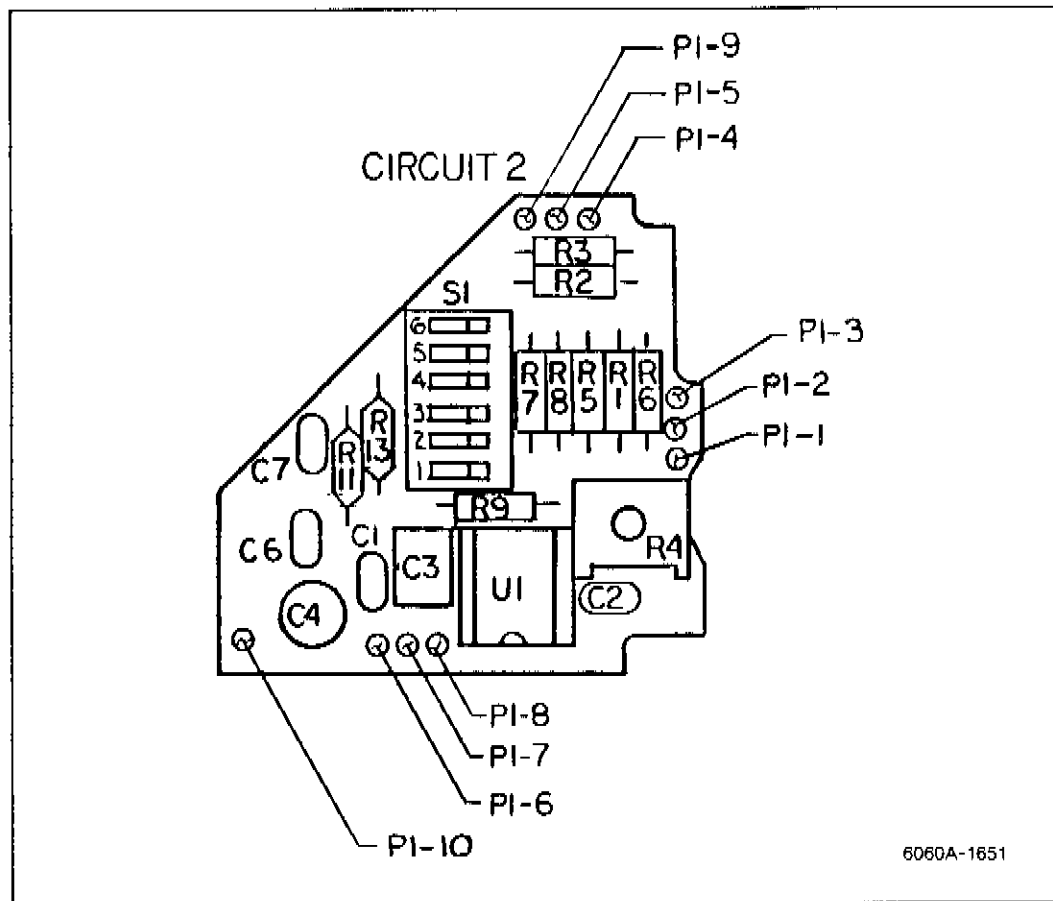 P1-9
P1-5
P1-4
CIRCUIT 2
R3
R2
S1
6
5
4
3
2
1
R7
R8
R5
R1
R6
P1-3
P1-2
P1-1
C7
R11
R13
R9
R4
C6
C1
C3
U1
C2
C4
P1-8
P1-7
P1-6
P1-10
6060A-1651